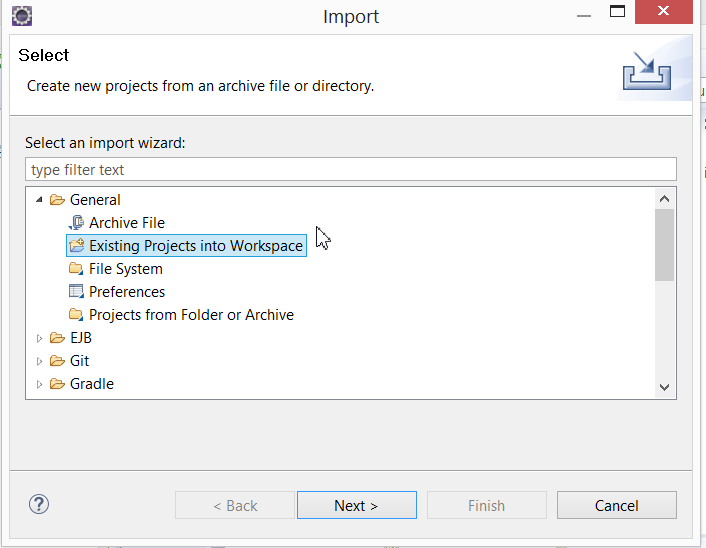 Import
Select
Create new projects from an archive file or directory.
Select an import wizard:
type filter text
General
Archive File
Existing Projects into Workspace
File System
Preferences
Projects from Folder or Archive
EJB
Git
Gradle
? < Back Next > Finish Cancel